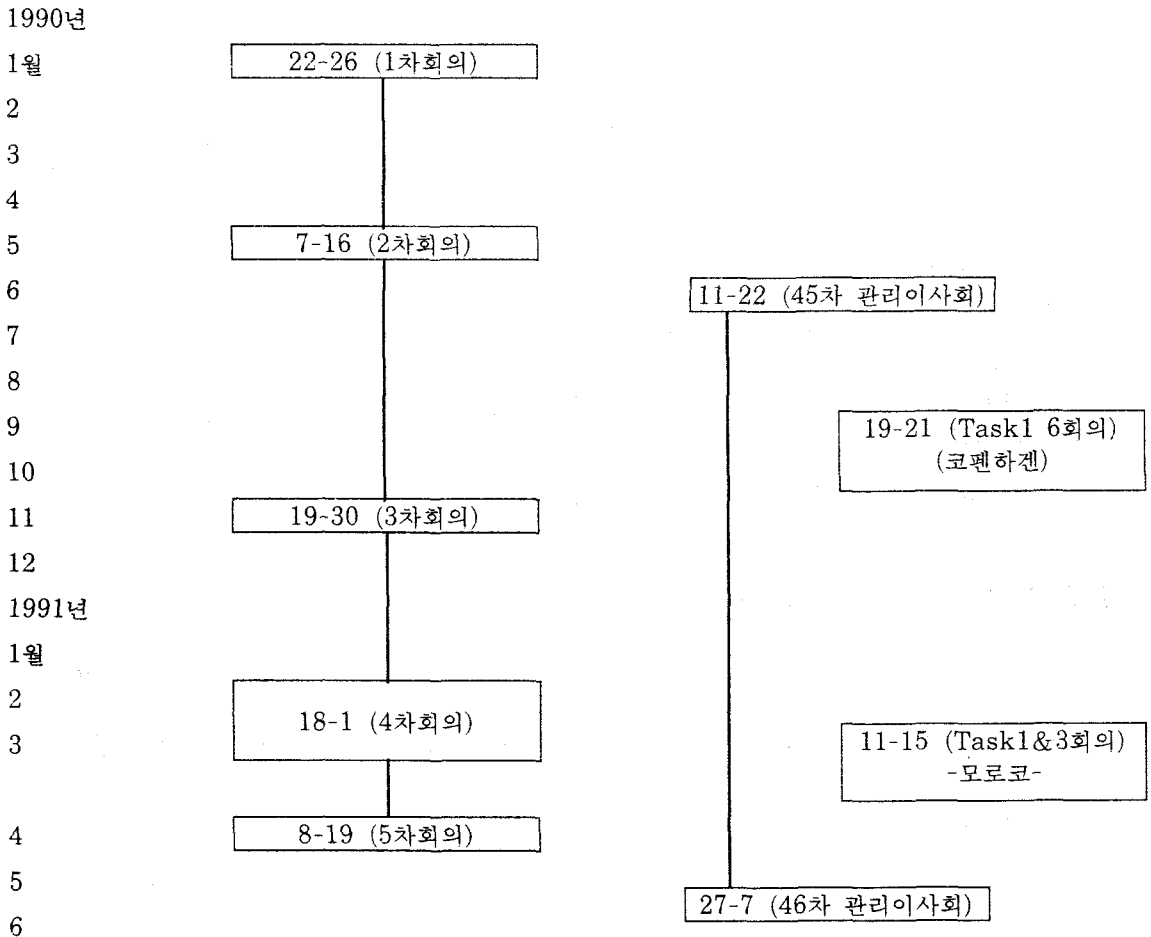 1990년
1월 22-26 (1차회의)
2
3
4
5 7-16 (2차회의)
6 11-22 (45차 관리이사회)
7
8
9 19-21 (Task1 6회의)
(코펜하겐)
10
11 19-30 (3차회의)
12
1991년
1월
2
18-1 (4차회의)
3 11-15 (Task1&3회의)
-모로코-
4 8-19 (5차회의)
5
27-7 (46차 관리이사회)
6